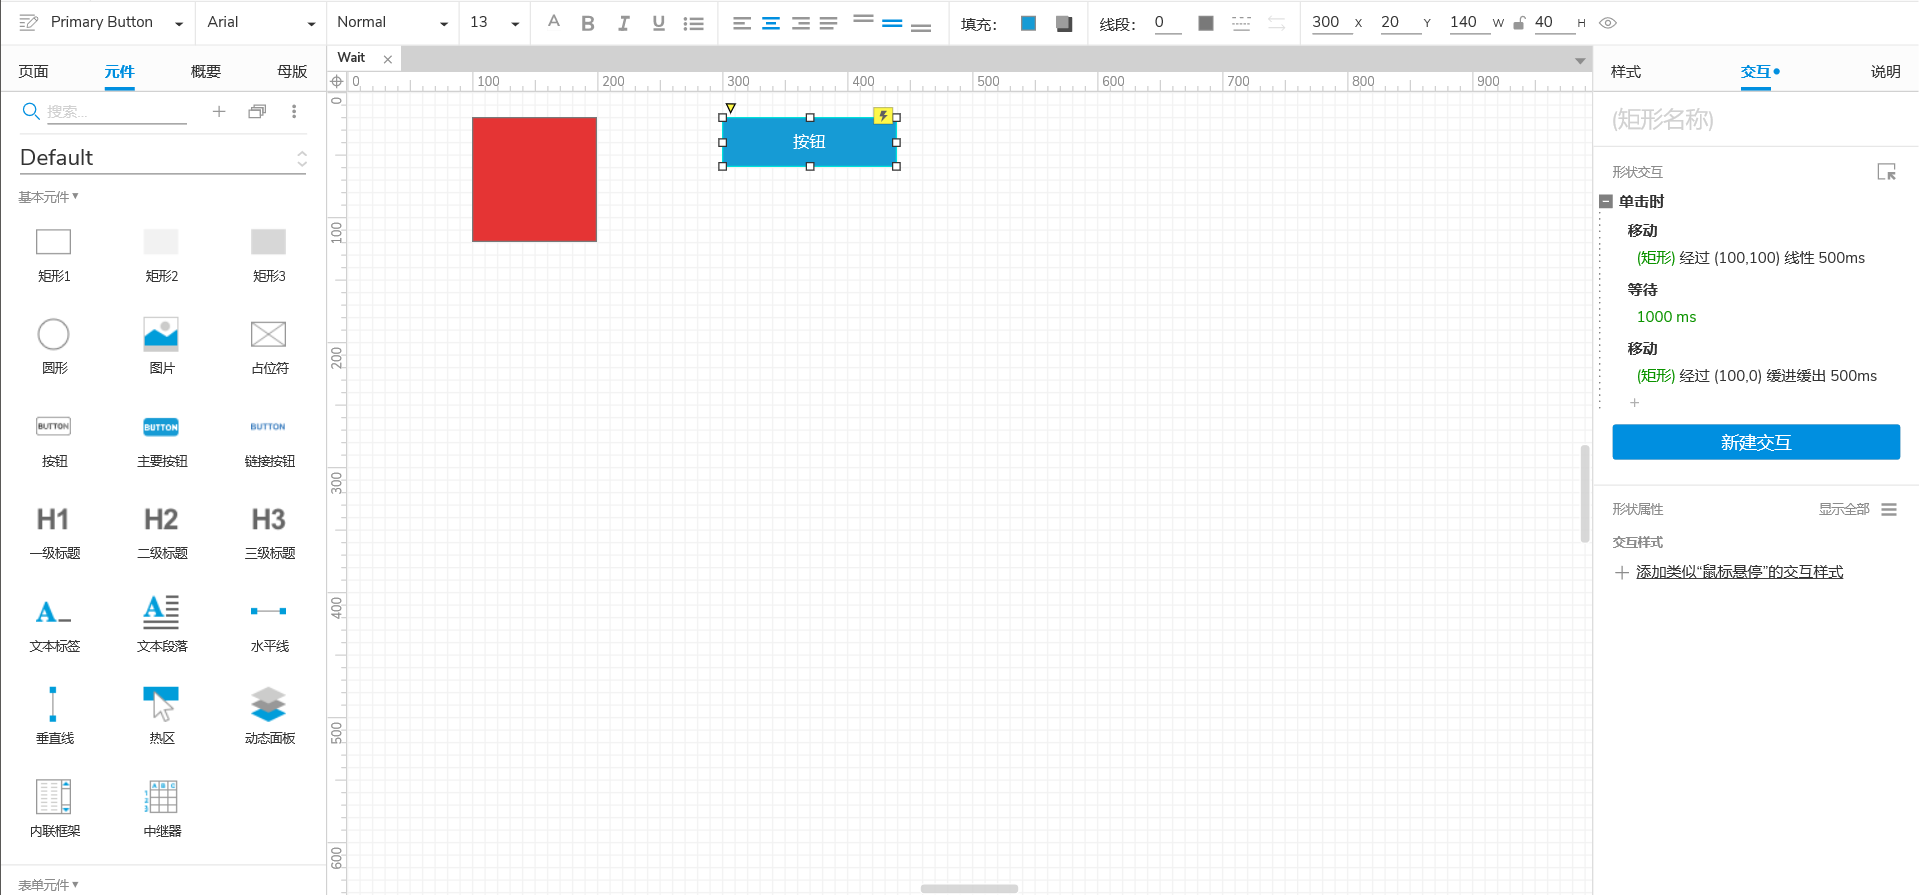 Primary Button Arial Normal 13 填充: 线段: 0 300 X 20 Y 140 W 40 H
页面 元件 概要 母版
Wait
样式 交互 说明
0 100 200 300 400 500 600 700 800 900
搜索...
Default
基本元件
矩形1 矩形2 矩形3
圆形 图片 占位符
BUTTON BUTTON BUTTON
按钮 主要按钮 链接按钮
H1 H2 H3
一级标题 二级标题 三级标题
A A
文本标签 文本段落 水平线
垂直线 热区 动态面板
A B C
1
2
3
内联框架 中继器
表单元件
0
100
200
300
400
500
600
按钮
(矩形名称)
形状交互
单击时
移动
(矩形) 经过 (100,100) 线性 500ms
等待
1000 ms
移动
(矩形) 经过 (100,0) 缓进缓出 500ms
新建交互
形状属性 显示全部
交互样式
添加类似“鼠标悬停”的交互样式